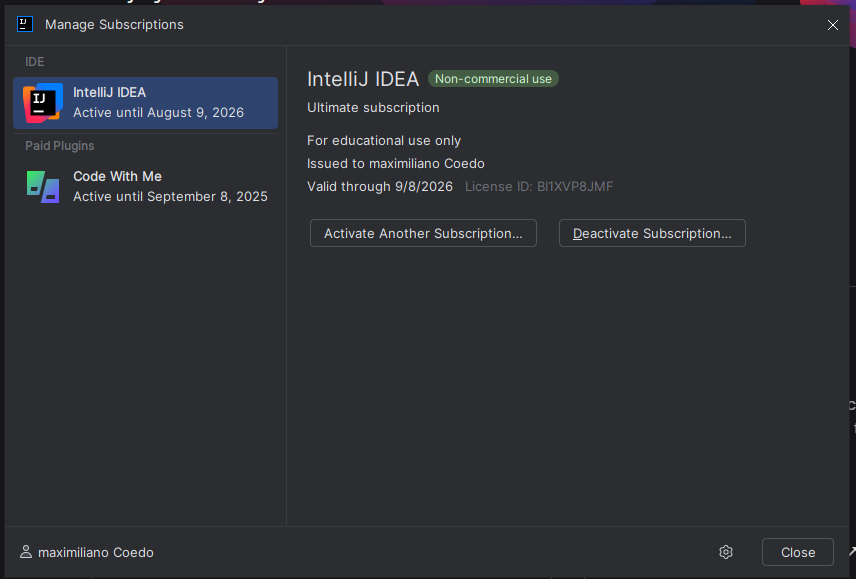 Manage Subscriptions
IDE
IntelliJ IDEA
Active until August 9, 2026
Paid Plugins
Code With Me
Active until September 8, 2025
IntelliJ IDEA Non-commercial use
Ultimate subscription
For educational use only
Issued to maximiliano Coedo
Valid through 9/8/2026 License ID: BI1XVP8JMF
Activate Another Subscription...
Deactivate Subscription...
maximiliano Coedo
Close